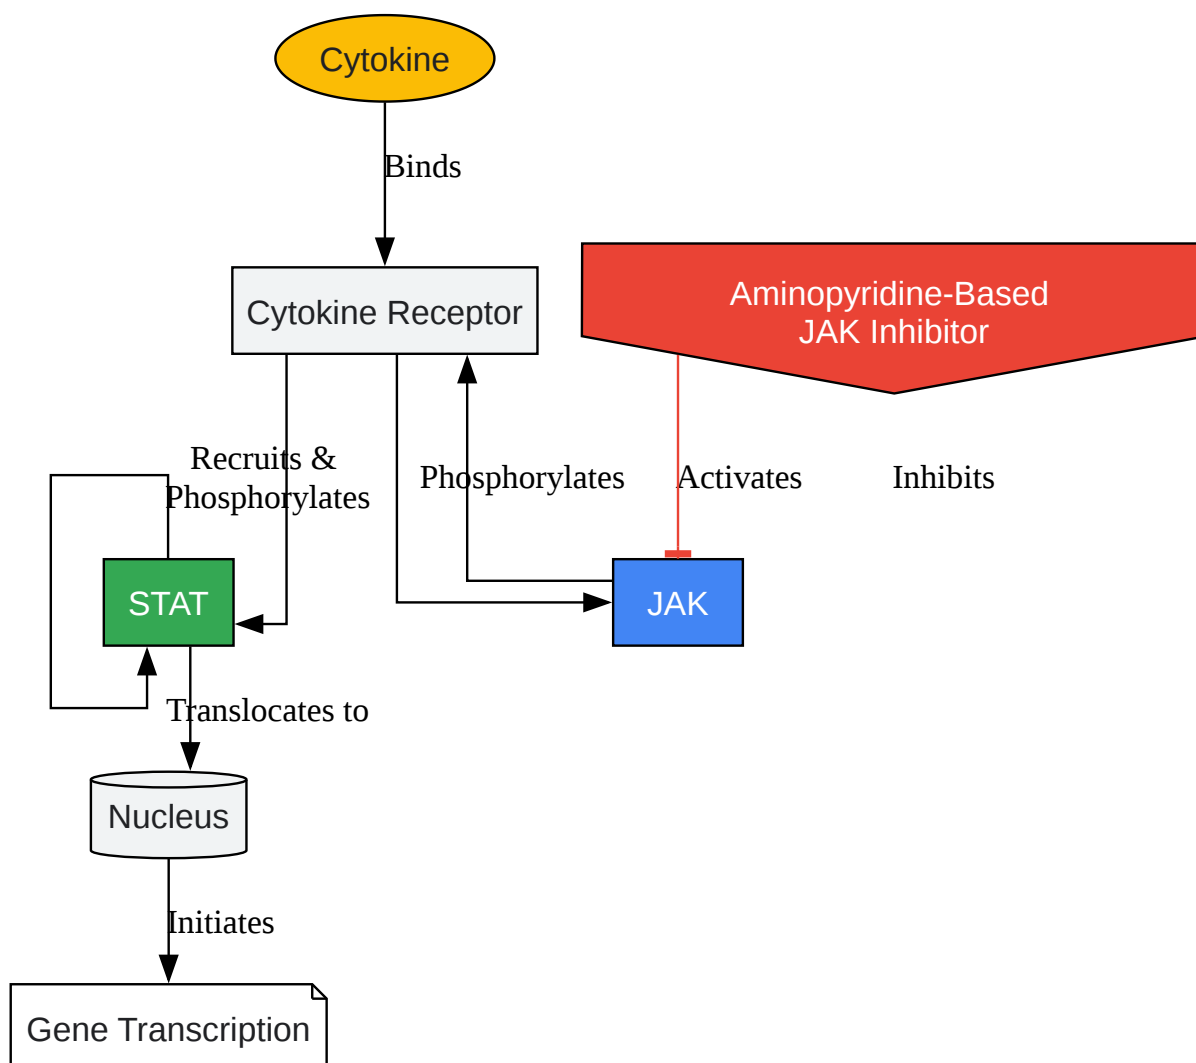 Cytokine
Binds
Cytokine Receptor
Aminopyridine-Based
JAK Inhibitor
Recruits &
Phosphorylates
Phosphorylates
Activates
Inhibits
STAT
JAK
Translocates to
Nucleus
Initiates
Gene Transcription